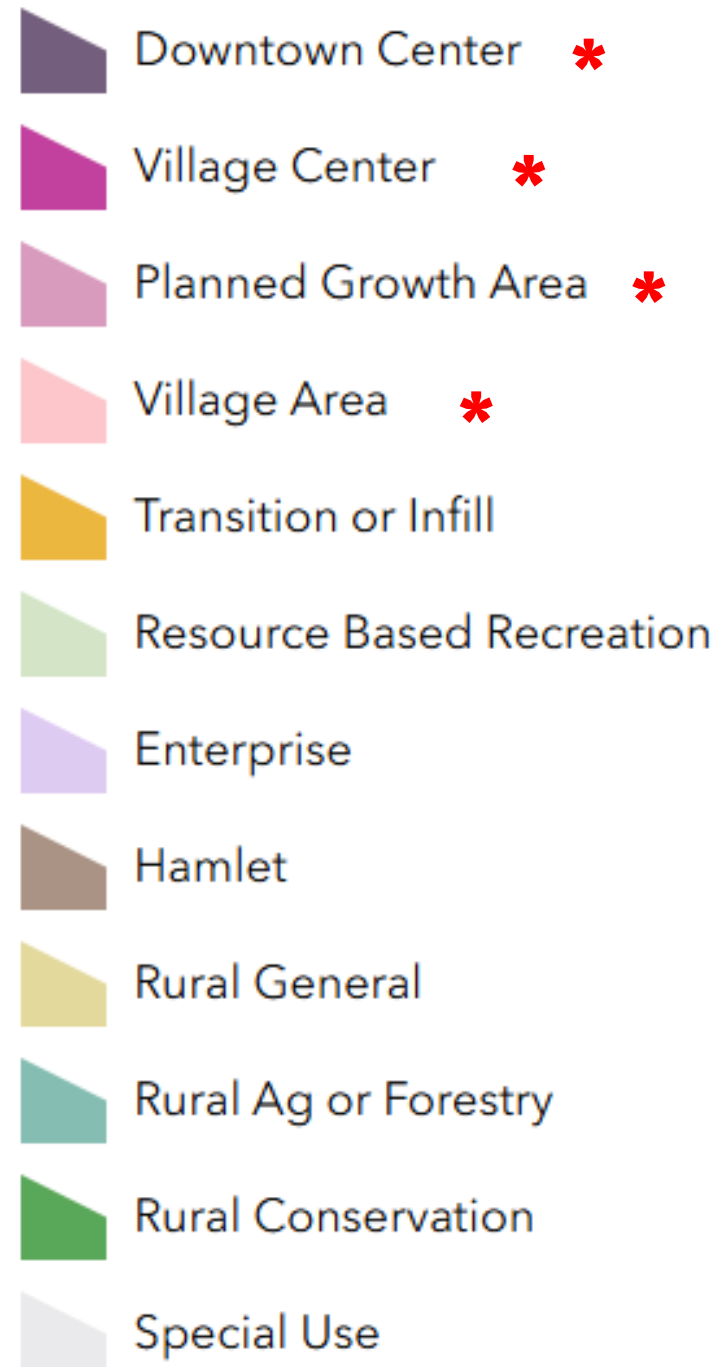 Downtown Center *
Village Center *
Planned Growth Area *
Village Area *
Transition or Infill
Resource Based Recreation
Enterprise
Hamlet
Rural General
Rural Ag or Forestry
Rural Conservation
Special Use